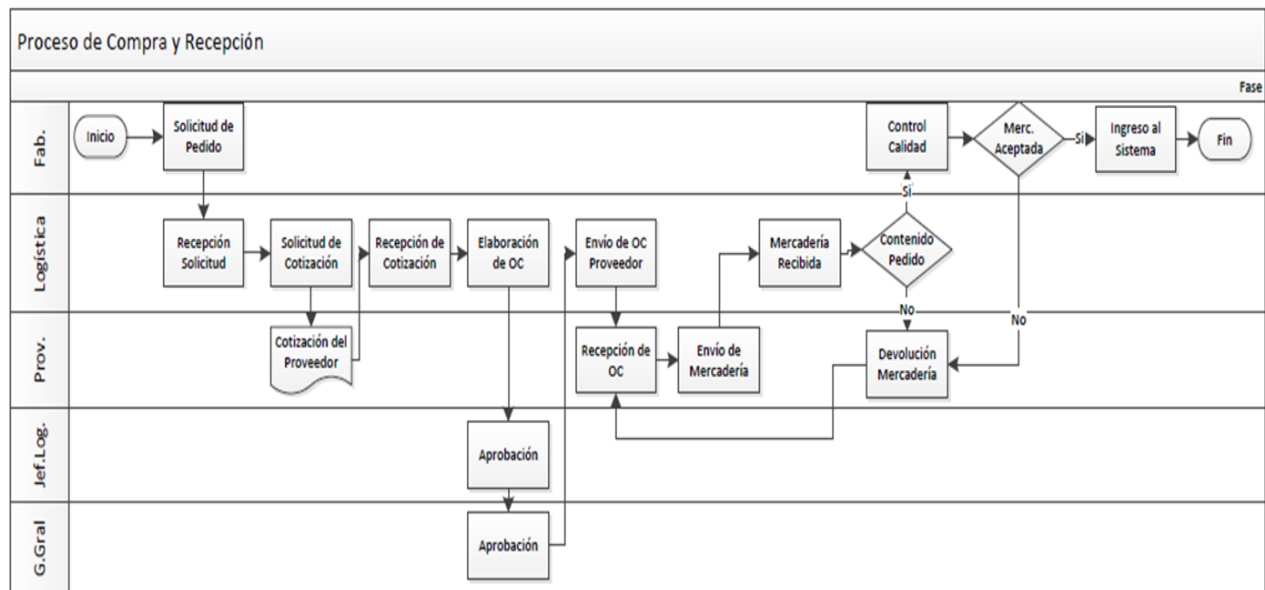 Proceso de Compra y Recepción
Fase
Fab.
Inicio
Solicitud de
Pedido
Control
Calidad
Merc.
Aceptada
Si
Ingreso al
Sistema
Fin
Logística
Recepción
Solicitud
Solicitud de
Cotización
Recepción de
Cotización
Elaboración
de OC
Envío de OC
Proveedor
Mercadería
Recibida
Si
Contenido
Pedido
No
No
Prov.
Cotización del
Proveedor
Recepción de
OC
Envío de
Mercadería
Devolución
Mercadería
Jef.Log.
Aprobación
G.Gral
Aprobación